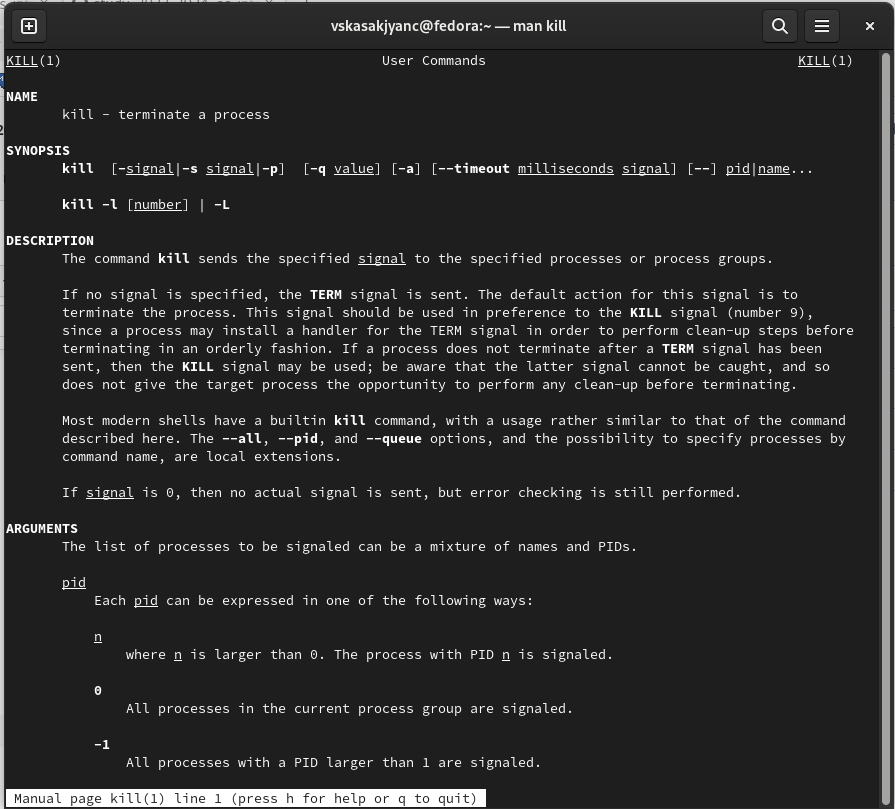 vskasakjyanc@fedora:~ — man kill
KILL(1) User Commands KILL(1)
NAME
kill - terminate a process
SYNOPSIS
kill [-signal|-s signal|-p] [-q value] [-a] [--timeout milliseconds signal] [--] pid|name...
kill -l [number] | -L
DESCRIPTION
The command kill sends the specified signal to the specified processes or process groups.
If no signal is specified, the TERM signal is sent. The default action for this signal is to
terminate the process. This signal should be used in preference to the KILL signal (number 9),
since a process may install a handler for the TERM signal in order to perform clean-up steps before
terminating in an orderly fashion. If a process does not terminate after a TERM signal has been
sent, then the KILL signal may be used; be aware that the latter signal cannot be caught, and so
does not give the target process the opportunity to perform any clean-up before terminating.
Most modern shells have a builtin kill command, with a usage rather similar to that of the command
described here. The --all, --pid, and --queue options, and the possibility to specify processes by
command name, are local extensions.
If signal is 0, then no actual signal is sent, but error checking is still performed.
ARGUMENTS
The list of processes to be signaled can be a mixture of names and PIDs.
pid
Each pid can be expressed in one of the following ways:
n
where n is larger than 0. The process with PID n is signaled.
0
All processes in the current process group are signaled.
-1
All processes with a PID larger than 1 are signaled.
Manual page kill(1) line 1 (press h for help or q to quit)